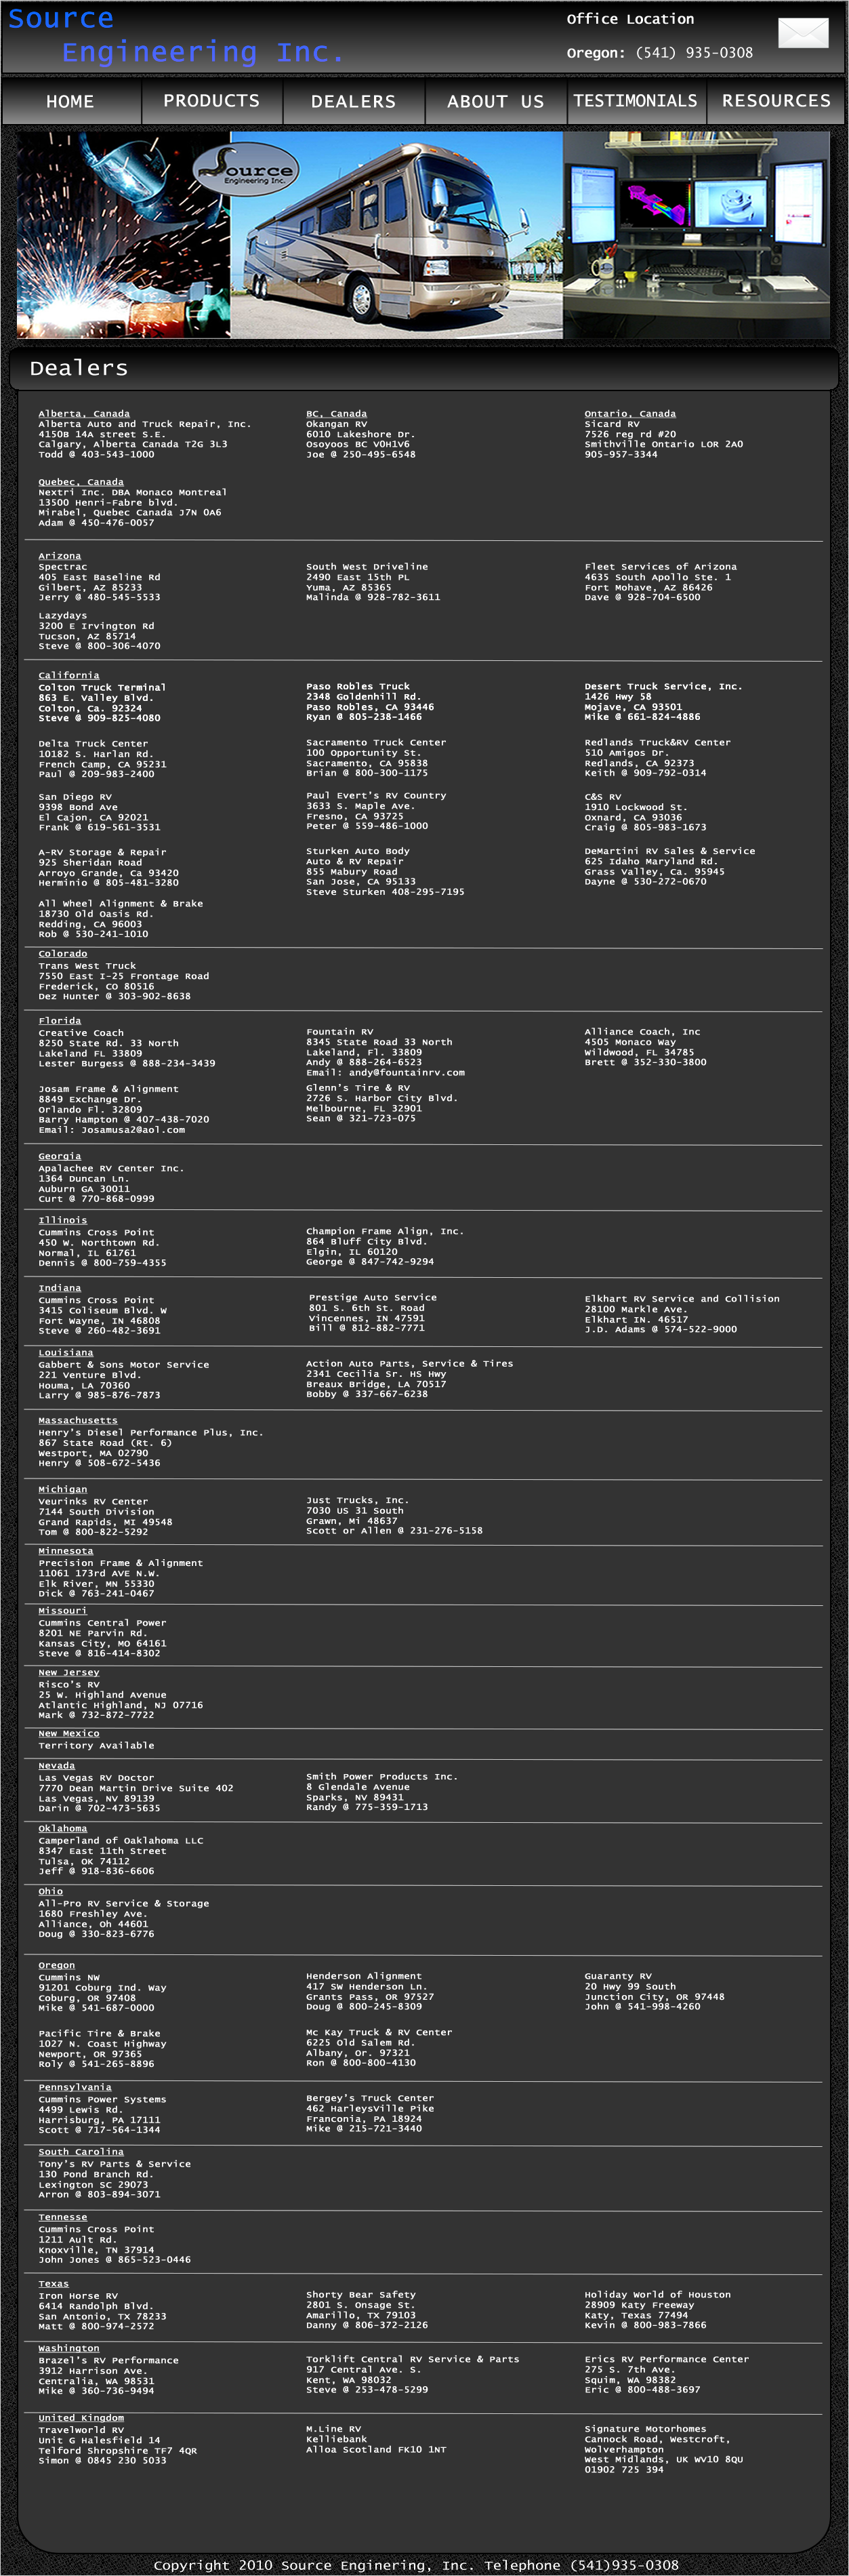 Source
Engineering Inc.
Office Location
Oregon: (541) 935-0308
HOME
PRODUCTS
DEALERS
ABOUT US
TESTIMONIALS
RESOURCES
Source
Engineering Inc.
Dealers
Alberta, Canada
Alberta Auto and Truck Repair, Inc.
4150B 14A street S.E.
Calgary, Alberta Canada T2G 3L3
Todd @ 403-543-1000
BC, Canada
Okangan RV
6010 Lakeshore Dr.
Osoyoos BC V0H1V6
Joe @ 250-495-6548
Ontario, Canada
Sicard RV
7526 reg rd #20
Smithville Ontario LOR 2A0
905-957-3344
Quebec, Canada
Nextri Inc. DBA Monaco Montreal
13500 Henri-Fabre blvd.
Mirabel, Quebec Canada J7N 0A6
Adam @ 450-476-0057
Arizona
Spectrac
405 East Baseline Rd
Gilbert, AZ 85233
Jerry @ 480-545-5533
South West Driveline
2490 East 15th PL
Yuma, AZ 85365
Malinda @ 928-782-3611
Fleet Services of Arizona
4635 South Apollo Ste. 1
Fort Mohave, AZ 86426
Dave @ 928-704-6500
Lazydays
3200 E Irvington Rd
Tucson, AZ 85714
Steve @ 800-306-4070
California
Colton Truck Terminal
863 E. Valley Blvd.
Colton, Ca. 92324
Steve @ 909-825-4080
Paso Robles Truck
2348 Goldenhill Rd.
Paso Robles, CA 93446
Ryan @ 805-238-1466
Desert Truck Service, Inc.
1426 Hwy 58
Mojave, CA 93501
Mike @ 661-824-4886
Delta Truck Center
10182 S. Harlan Rd.
French Camp, CA 95231
Paul @ 209-983-2400
Sacramento Truck Center
100 Opportunity St.
Sacramento, CA 95838
Brian @ 800-300-1175
Redlands Truck&RV Center
510 Amigos Dr.
Redlands, CA 92373
Keith @ 909-792-0314
San Diego RV
9398 Bond Ave
El Cajon, CA 92021
Frank @ 619-561-3531
Paul Evert's RV Country
3633 S. Maple Ave.
Fresno, CA 93725
Peter @ 559-486-1000
C&S RV
1910 Lockwood St.
Oxnard, CA 93036
Craig @ 805-983-1673
A-RV Storage & Repair
925 Sheridan Road
Arroyo Grande, Ca 93420
Herminio @ 805-481-3280
Sturken Auto Body
Auto & RV Repair
855 Mabury Road
San Jose, CA 95133
Steve Sturken 408-295-7195
DeMartini RV Sales & Service
625 Idaho Maryland Rd.
Grass Valley, Ca. 95945
Dayne @ 530-272-0670
All Wheel Alignment & Brake
18730 Old Oasis Rd.
Redding, CA 96003
Rob @ 530-241-1010
Colorado
Trans West Truck
7550 East I-25 Frontage Road
Frederick, CO 80516
Dez Hunter @ 303-902-8638
Florida
Creative Coach
8250 State Rd. 33 North
Lakeland FL 33809
Lester Burgess @ 888-234-3439
Fountain RV
8345 State Road 33 North
Lakeland, Fl. 33809
Andy @ 888-264-6523
Email: andy@fountainrv.com
Alliance Coach, Inc
4505 Monaco Way
Wildwood, FL 34785
Brett @ 352-330-3800
Josam Frame & Alignment
8849 Exchange Dr.
Orlando Fl. 32809
Barry Hampton @ 407-438-7020
Email: Josamusa2@aol.com
Glenn's Tire & RV
2726 S. Harbor City Blvd.
Melbourne, FL 32901
Sean @ 321-723-075
Georgia
Apalachee RV Center Inc.
1364 Duncan Ln.
Auburn GA 30011
Curt @ 770-868-0999
Illinois
Cummins Cross Point
450 W. Northtown Rd.
Normal, IL 61761
Dennis @ 800-759-4355
Champion Frame Align, Inc.
864 Bluff City Blvd.
Elgin, IL 60120
George @ 847-742-9294
Indiana
Cummins Cross Point
3415 Coliseum Blvd. W
Fort Wayne, IN 46808
Steve @ 260-482-3691
Prestige Auto Service
801 S. 6th St. Road
Vincennes, IN 47591
Bill @ 812-882-7771
Elkhart RV Service and Collision
28100 Markle Ave.
Elkhart IN. 46517
J.D. Adams @ 574-522-9000
Louisiana
Gabbert & Sons Motor Service
221 Venture Blvd.
Houma, LA 70360
Larry @ 985-876-7873
Action Auto Parts, Service & Tires
2341 Cecilia Sr. HS Hwy
Breaux Bridge, LA 70517
Bobby @ 337-667-6238
Massachusetts
Henry's Diesel Performance Plus, Inc.
867 State Road (Rt. 6)
Westport, MA 02790
Henry @ 508-672-5436
Michigan
Veurinks RV Center
7144 South Division
Grand Rapids, MI 49548
Tom @ 800-822-5292
Just Trucks, Inc.
7030 US 31 South
Grawn, Mi 48637
Scott or Allen @ 231-276-5158
Minnesota
Precision Frame & Alignment
11061 173rd AVE N.W.
Elk River, MN 55330
Dick @ 763-241-0467
Missouri
Cummins Central Power
8201 NE Parvin Rd.
Kansas City, MO 64161
Steve @ 816-414-8302
New Jersey
Risco's RV
25 W. Highland Avenue
Atlantic Highland, NJ 07716
Mark @ 732-872-7722
New Mexico
Territory Available
Nevada
Las Vegas RV Doctor
7770 Dean Martin Drive Suite 402
Las Vegas, NV 89139
Darin @ 702-473-5635
Smith Power Products Inc.
8 Glendale Avenue
Sparks, NV 89431
Randy @ 775-359-1713
Oklahoma
Camperland of Oaklahoma LLC
8347 East 11th Street
Tulsa, OK 74112
Jeff @ 918-836-6606
Ohio
All-Pro RV Service & Storage
1680 Freshley Ave.
Alliance, Oh 44601
Doug @ 330-823-6776
Oregon
Cummins NW
91201 Coburg Ind. Way
Coburg, OR 97408
Mike @ 541-687-0000
Henderson Alignment
417 SW Henderson Ln.
Grants Pass, OR 97527
Doug @ 800-245-8309
Guaranty RV
20 Hwy 99 South
Junction City, OR 97448
John @ 541-998-4260
Pacific Tire & Brake
1027 N. Coast Highway
Newport, OR 97365
Roly @ 541-265-8896
Mc Kay Truck & RV Center
6225 Old Salem Rd.
Albany, Or. 97321
Ron @ 800-800-4130
Pennsylvania
Cummins Power Systems
4499 Lewis Rd.
Harrisburg, PA 17111
Scott @ 717-564-1344
Bergey's Truck Center
462 HarleysVille Pike
Franconia, PA 18924
Mike @ 215-721-3440
South Carolina
Tony's RV Parts & Service
130 Pond Branch Rd.
Lexington SC 29073
Arron @ 803-894-3071
Tennesse
Cummins Cross Point
1211 Ault Rd.
Knoxville, TN 37914
John Jones @ 865-523-0446
Texas
Iron Horse RV
6414 Randolph Blvd.
San Antonio, TX 78233
Matt @ 800-974-2572
Shorty Bear Safety
2801 S. Onsage St.
Amarillo, TX 79103
Danny @ 806-372-2126
Holiday World of Houston
28909 Katy Freeway
Katy, Texas 77494
Kevin @ 800-983-7866
Washington
Brazel's RV Performance
3912 Harrison Ave.
Centralia, WA 98531
Mike @ 360-736-9494
Torklift Central RV Service & Parts
917 Central Ave. S.
Kent, WA 98032
Steve @ 253-478-5299
Erics RV Performance Center
275 S. 7th Ave.
Squim, WA 98382
Eric @ 800-488-3697
United Kingdom
Travelworld RV
Unit G Halesfield 14
Telford Shropshire TF7 4QR
Simon @ 0845 230 5033
M.Line RV
Kelliebank
Alloa Scotland FK10 1NT
Signature Motorhomes
Cannock Road, Westcroft,
Wolverhampton
West Midlands, UK WV10 8QU
01902 725 394
Copyright 2010 Source Enginering, Inc. Telephone (541)935-0308